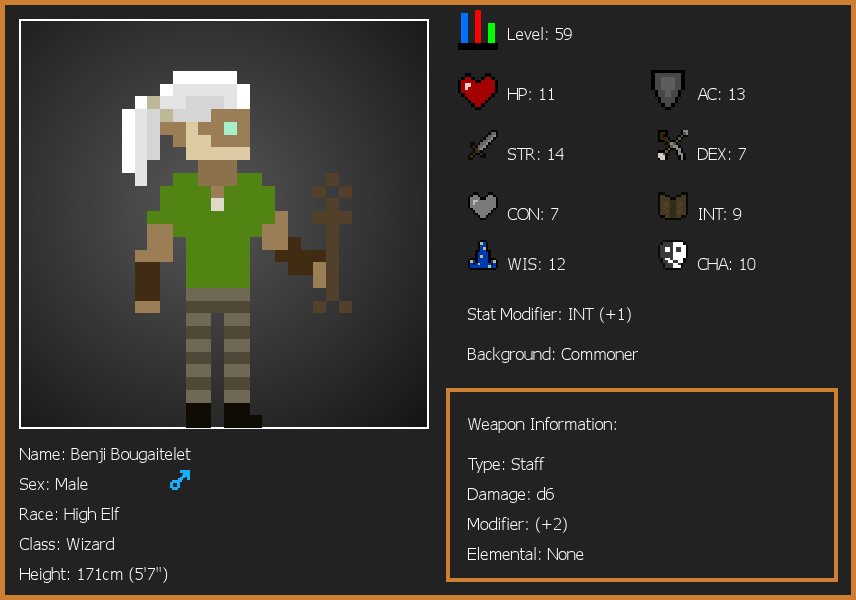 Level: 59
HP: 11
AC: 13
STR: 14
DEX: 7
CON: 7
INT: 9
WIS: 12
CHA: 10
Stat Modifier: INT (+1)
Background: Commoner
Weapon Information:
Type: Staff
Damage: d6
Modifier: (+2)
Elemental: None
Name: Benji Bougaitelet
Sex: Male
Race: High Elf
Class: Wizard
Height: 171cm (5'7")